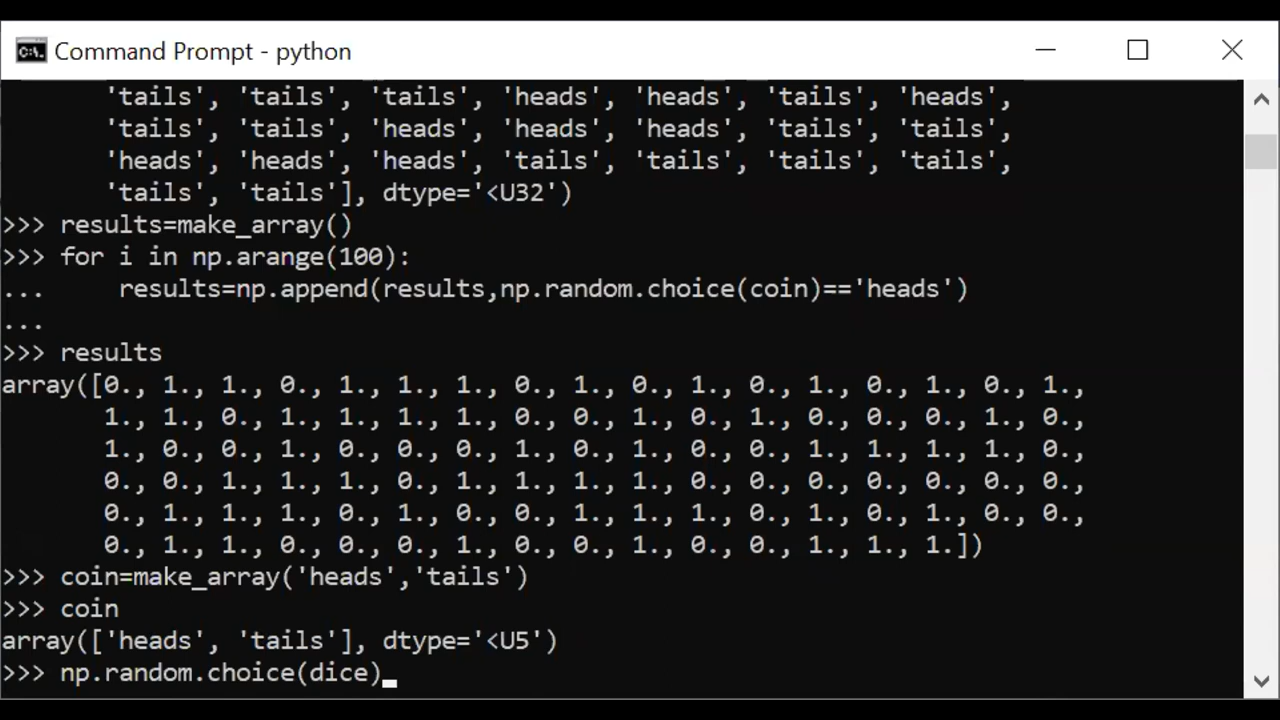 Command Prompt - python
'tails', 'tails', 'tails', 'heads', 'heads', 'tails', 'heads',
'tails', 'tails', 'heads', 'heads', 'heads', 'tails', 'tails',
'heads', 'heads', 'heads', 'tails', 'tails', 'tails', 'tails',
'tails', 'tails'], dtype='<U32')
>>> results=make_array()
>>> for i in np.arange(100):
...     results=np.append(results,np.random.choice(coin)=='heads')
...
>>> results
array([0., 1., 1., 0., 1., 1., 1., 0., 1., 0., 1., 0., 1., 0., 1., 0., 1.,
1., 1., 0., 1., 1., 1., 1., 0., 0., 1., 0., 1., 0., 0., 0., 1., 0.,
1., 0., 0., 1., 0., 0., 0., 1., 0., 1., 0., 0., 1., 1., 1., 1., 0.,
0., 0., 1., 1., 1., 0., 1., 1., 1., 1., 0., 0., 0., 0., 0., 0., 0.,
0., 1., 1., 1., 0., 1., 0., 0., 1., 1., 1., 0., 1., 0., 1., 0., 0.,
0., 1., 1., 0., 0., 0., 1., 0., 0., 1., 0., 0., 1., 1., 1.])
>>> coin=make_array('heads','tails')
>>> coin
array(['heads', 'tails'], dtype='<U5')
>>> np.random.choice(dice)